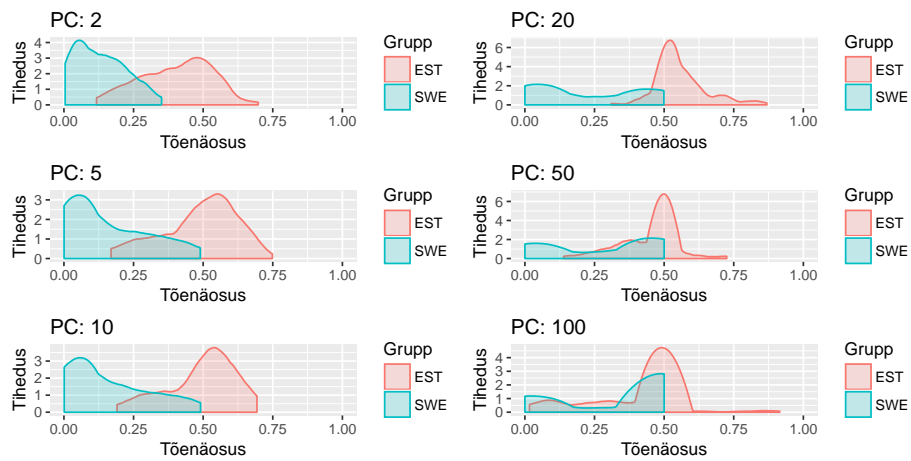 PC: 2
Tihedus
4
3
2
1
0
0.00 0.25 0.50 0.75 1.00
Tõenäosus
Grupp
EST
SWE
PC: 20
Tihedus
6
4
2
0
0.00 0.25 0.50 0.75 1.00
Tõenäosus
Grupp
EST
SWE
PC: 5
Tihedus
3
2
1
0
0.00 0.25 0.50 0.75 1.00
Tõenäosus
Grupp
EST
SWE
PC: 50
Tihedus
6
4
2
0
0.00 0.25 0.50 0.75 1.00
Tõenäosus
Grupp
EST
SWE
PC: 10
Tihedus
3
2
1
0
0.00 0.25 0.50 0.75 1.00
Tõenäosus
Grupp
EST
SWE
PC: 100
Tihedus
4
3
2
1
0
0.00 0.25 0.50 0.75 1.00
Tõenäosus
Grupp
EST
SWE